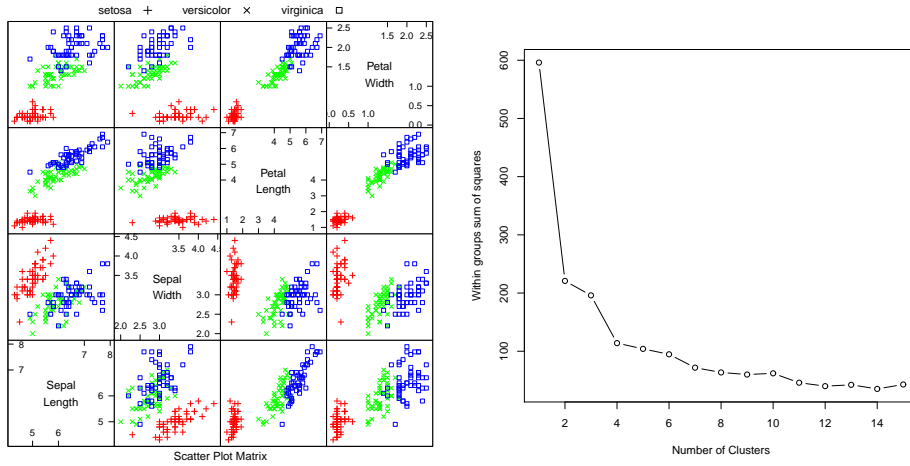 setosa + versicolor × virginica □
1.5 2.0 2.5
2.5
2.0
1.5
Petal
Width
1.0
0.5
0.0
0.0 0.5 1.0
7
6
5
4
4 5 6 7
Petal
Length
1 2 3 4
4
3
2
1
4.5
4.0
3.5
3.5 4.0 4.5
Sepal
Width
3.0
2.5
2.0
2.0 2.5 3.0
8
7
7 8
Sepal
Length
6
5
5 6
Scatter Plot Matrix
600
500
400
300
200
100
Within groups sum of squares
2 4 6 8 10 12 14
Number of Clusters